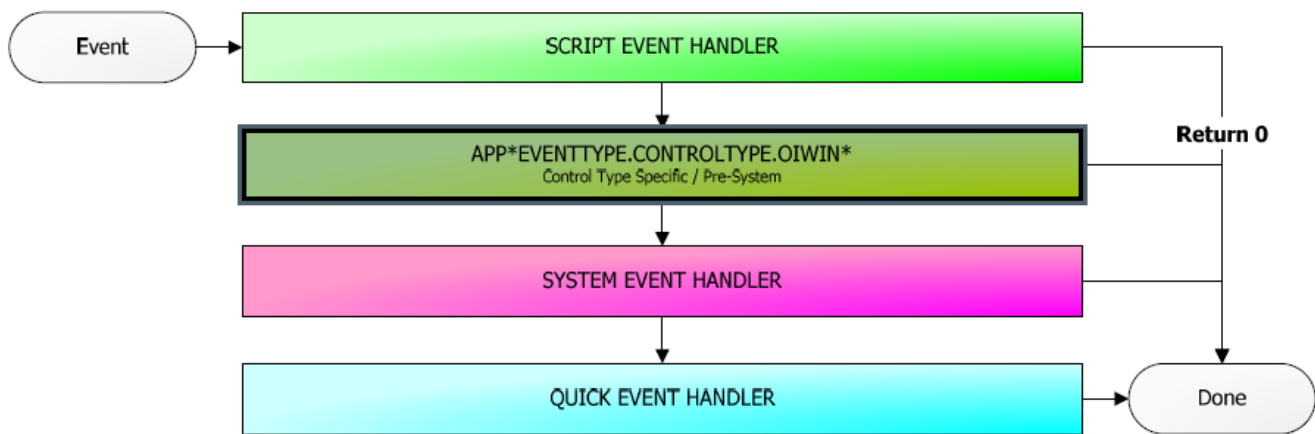 Event
SCRIPT EVENT HANDLER
Return 0
APP*EVENTTYPE.CONTROLTYPE.OIWIN*
Control Type Specific / Pre-System
SYSTEM EVENT HANDLER
QUICK EVENT HANDLER
Done